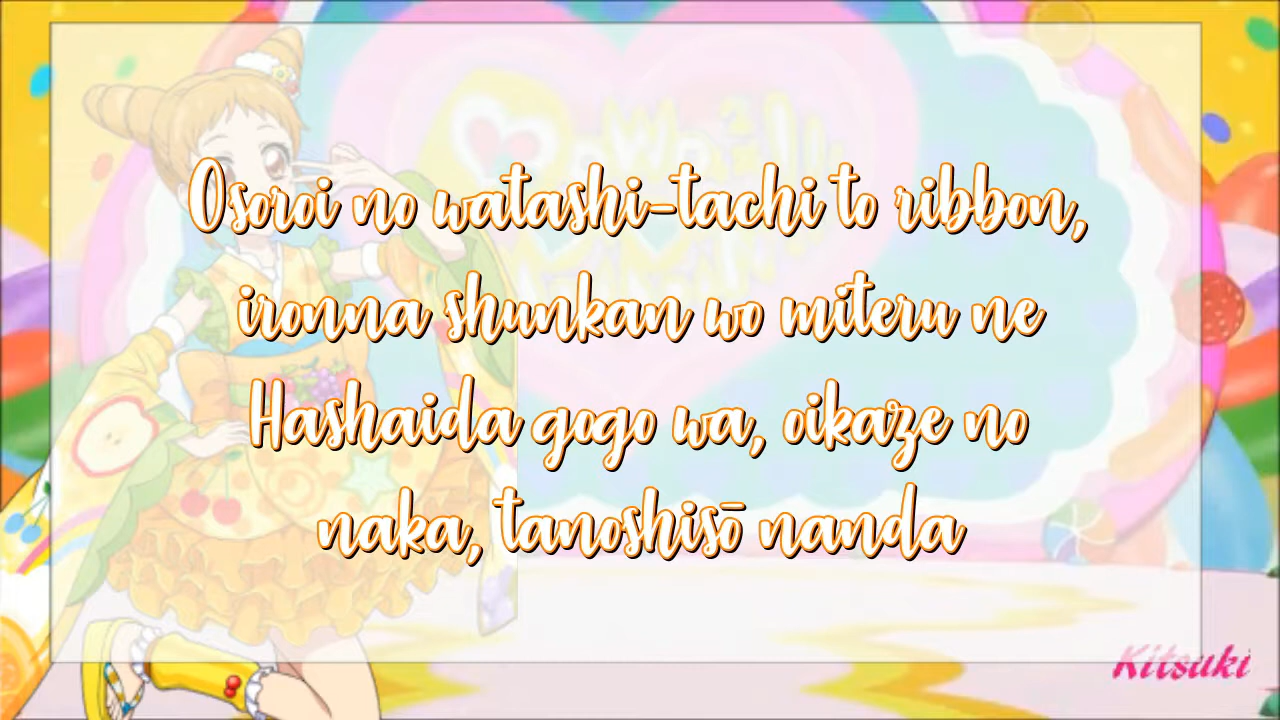 Osoroi no watashi-tachi to ribbon,
ironna shunkan wo miteru ne
Hashaida gogo wa, oikaze no
naka, tanoshisō nanda
Kitsuki